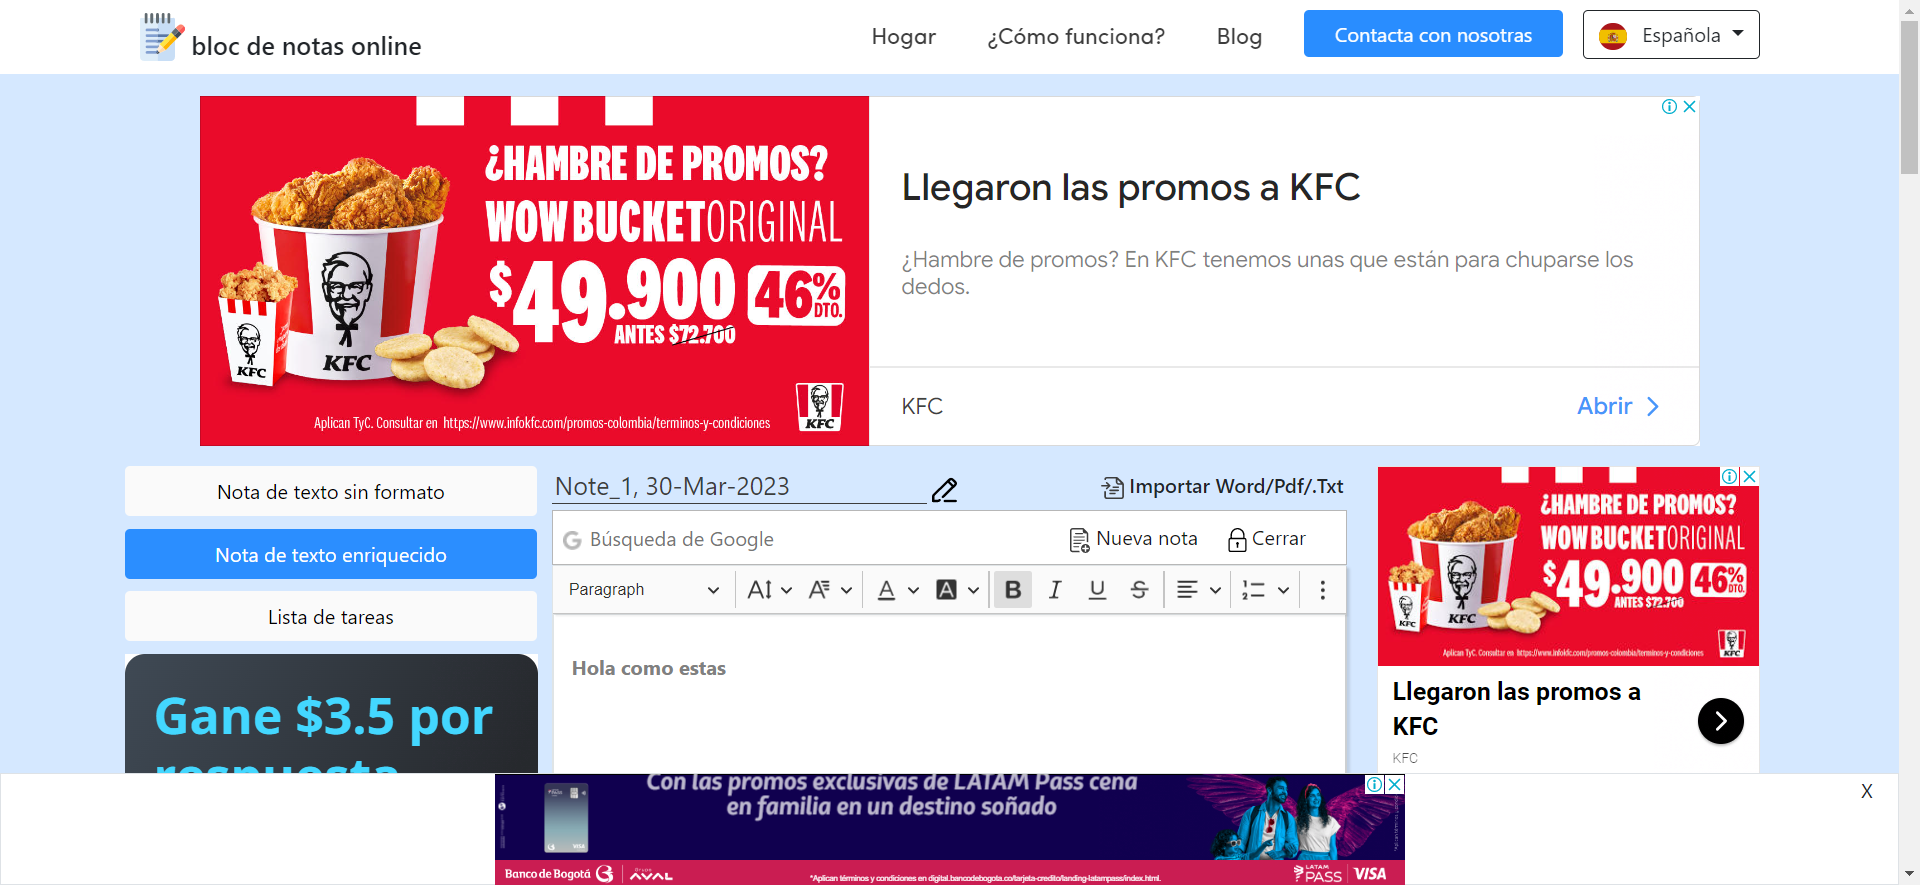 bloc de notas online
Hogar
¿Cómo funciona?
Blog
Contacta con nosotras
Española
¿HAMBRE DE PROMOS?
WOW BUCKET ORIGINAL
$49.900 46% DTO.
ANTES $72.700
KFC
KFC
Aplican TyC. Consultar en https://www.infokfc.com/promos-colombia/terminos-y-condiciones
KFC
Llegaron las promos a KFC
¿Hambre de promos? En KFC tenemos unas que están para chuparse los
dedos.
KFC
Abrir
Nota de texto sin formato
Nota de texto enriquecido
Lista de tareas
Gane $3.5 por
respuesta
Note_1, 30-Mar-2023
Importar Word/Pdf/.Txt
Búsqueda de Google
Nueva nota
Cerrar
Paragraph
Hola como estas
¿HAMBRE DE PROMOS?
WOW BUCKET ORIGINAL
$49.900 46% DTO.
ANTES $72.700
KFC
KFC
Aplican TyC. Consultar en https://www.infokfc.com/promos-colombia/terminos-y-condiciones
KFC
Llegaron las promos a
KFC
KFC
Con las promos exclusivas de LATAM Pass cena
en familia en un destino soñado
VISA
Banco de Bogotá
Grupo
AVAL
*Aplican términos y condiciones en digital.bancodebogota.co/tarjeta-credito/landing-latampass/index.html.
LATAM
PASS
VISA
X